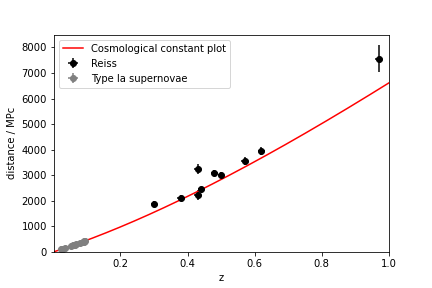 Cosmological constant plot
Reiss
Type Ia supernovae
8000
7000
6000
5000
4000
3000
2000
1000
0
distance / MPc
0.2
0.4
0.6
0.8
1.0
z